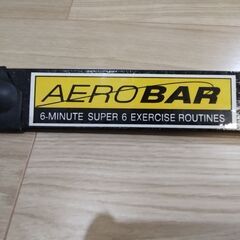 AEROBAR
6-MINUTE SUPER 6 EXERCISE ROUTINES